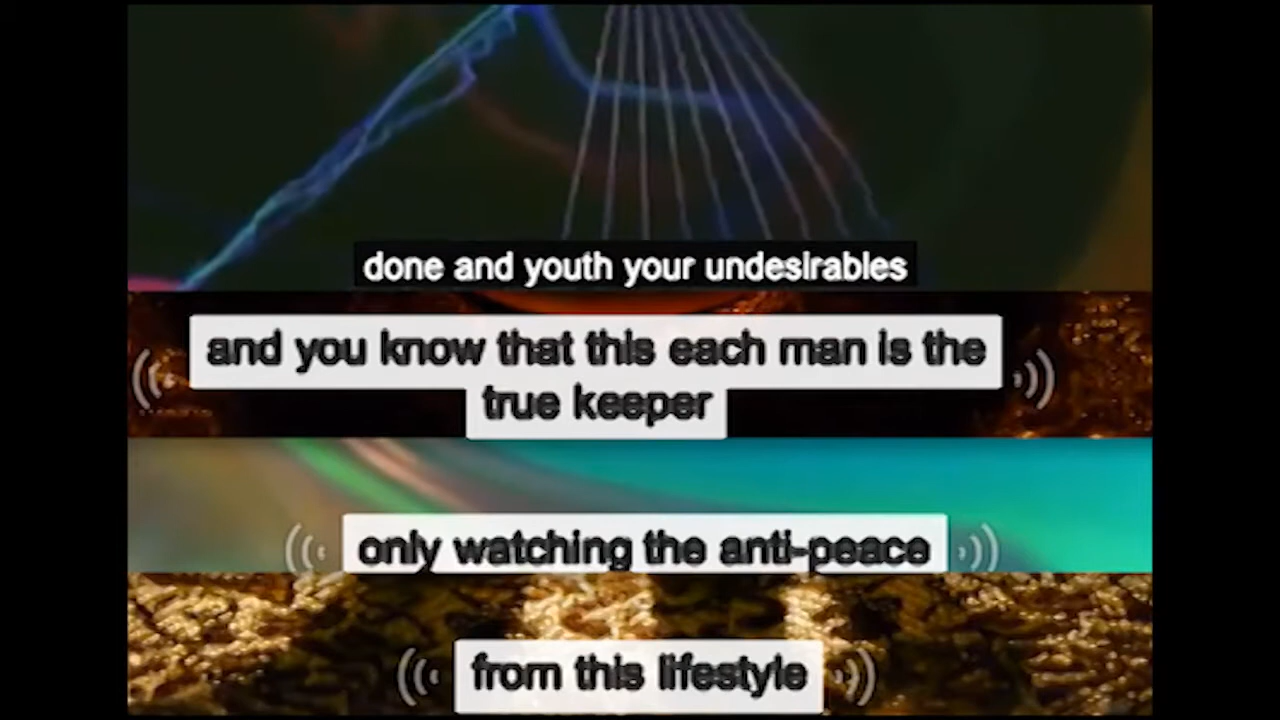 done and youth your undesirables
and you know that this each man is the
true keeper
only watching the anti-peace
from this lifestyle